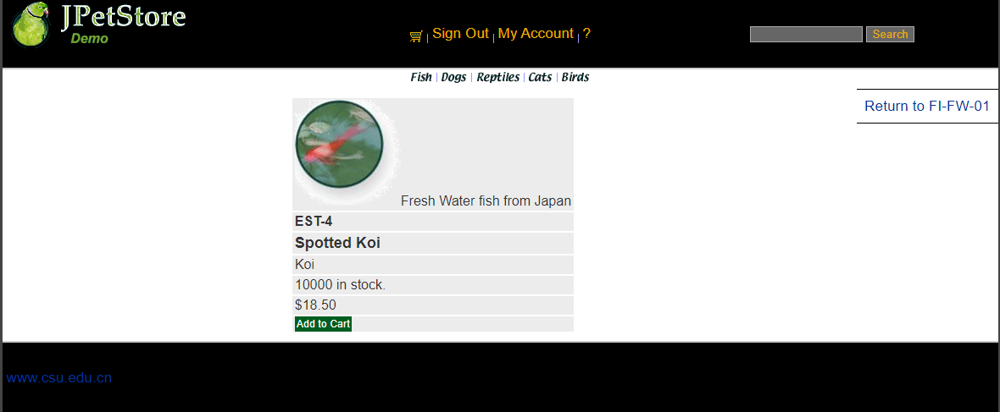 JPetStore
Demo
| Sign Out | My Account | ?
Search
Fish | Dogs | Reptiles | Cats | Birds
Return to FI-FW-01
Fresh Water fish from Japan
EST-4
Spotted Koi
Koi
10000 in stock.
$18.50
Add to Cart
www.csu.edu.cn